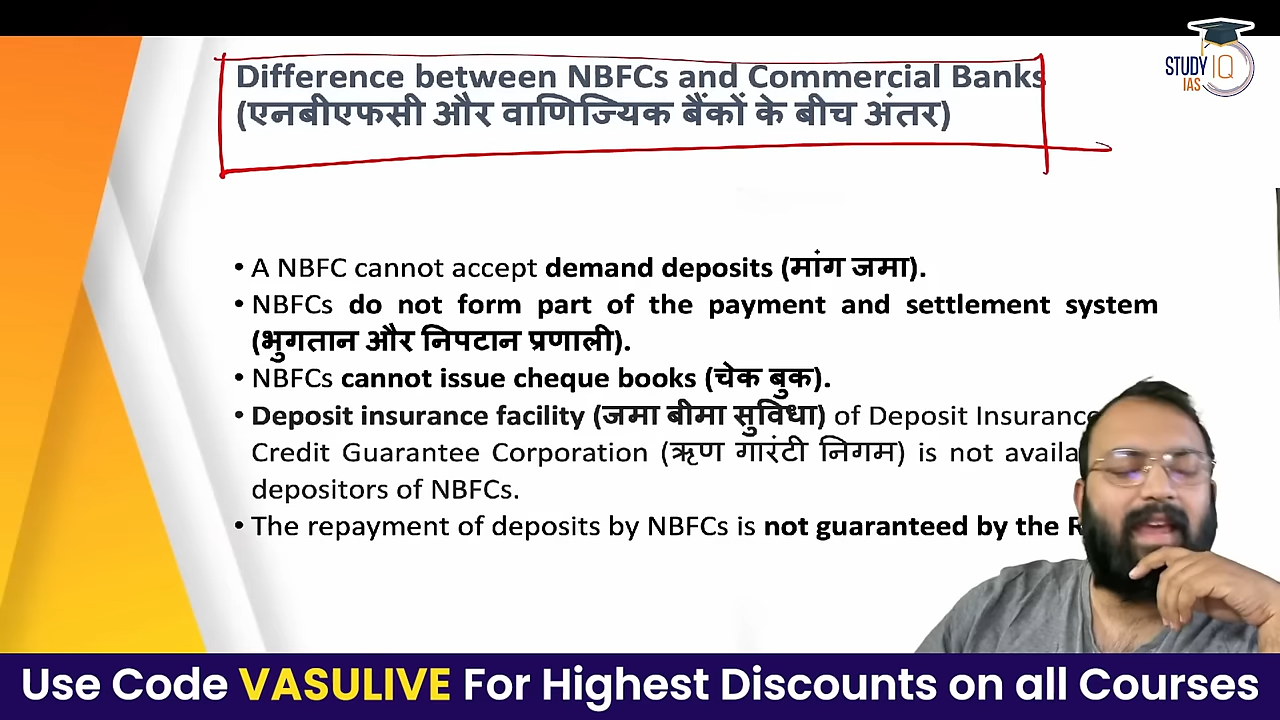 Difference between NBFCs and Commercial Banks
(एनबीएफसी और वाणिज्यिक बैंकों के बीच अंतर)
STUDY IQ
IAS
• A NBFC cannot accept demand deposits (मांग जमा).
• NBFCs do not form part of the payment and settlement system
(भुगतान और निपटान प्रणाली).
• NBFCs cannot issue cheque books (चेक बुक).
• Deposit insurance facility (जमा बीमा सुविधा) of Deposit Insurance
Credit Guarantee Corporation (ऋण गारंटी निगम) is not
depositors of NBFCs.
• The repayment of deposits by NBFCs is not guaranteed by the
Use Code VASULIVE For Highest Discounts on all Courses